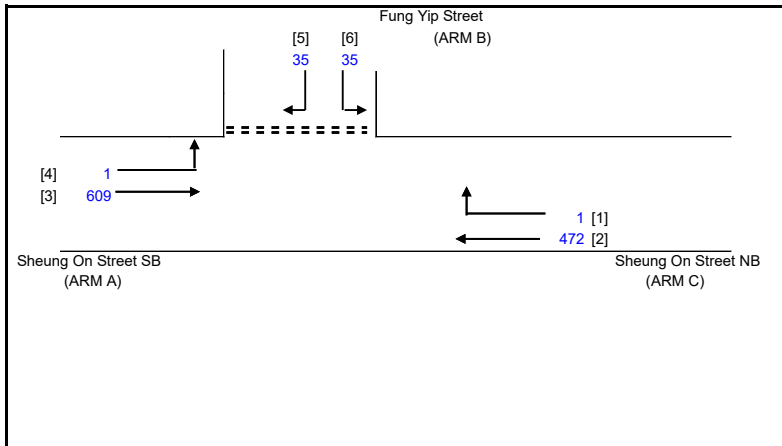 Fung Yip Street
(ARM B)
[5] [6]
35 35
[4] 1
[3] 609
1 [1]
472 [2]
Sheung On Street SB
(ARM A)
Sheung On Street NB
(ARM C)